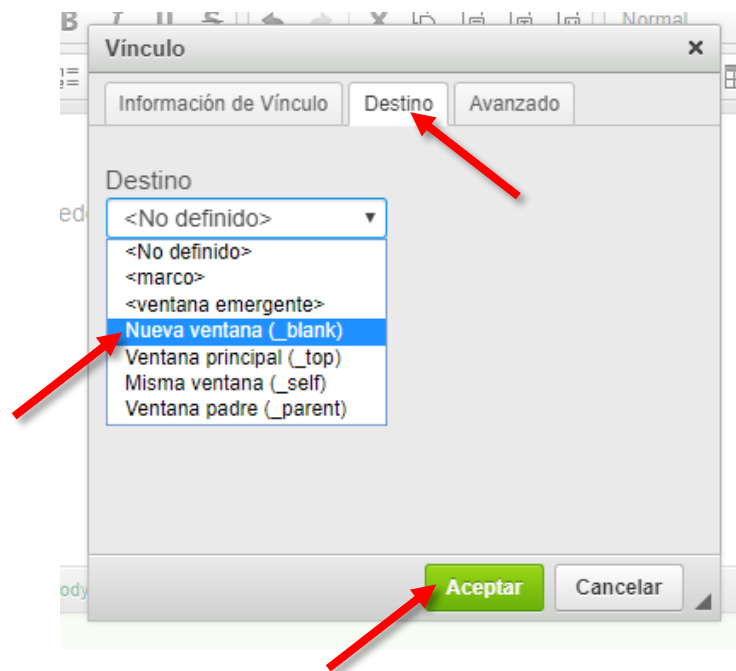 B I U S Normal
Vínculo ×
Información de Vínculo Destino Avanzado
Destino
<No definido>
<No definido>
<marco>
<ventana emergente>
Nueva ventana (_blank)
Ventana principal (_top)
Misma ventana (_self)
Ventana padre (_parent)
Aceptar Cancelar